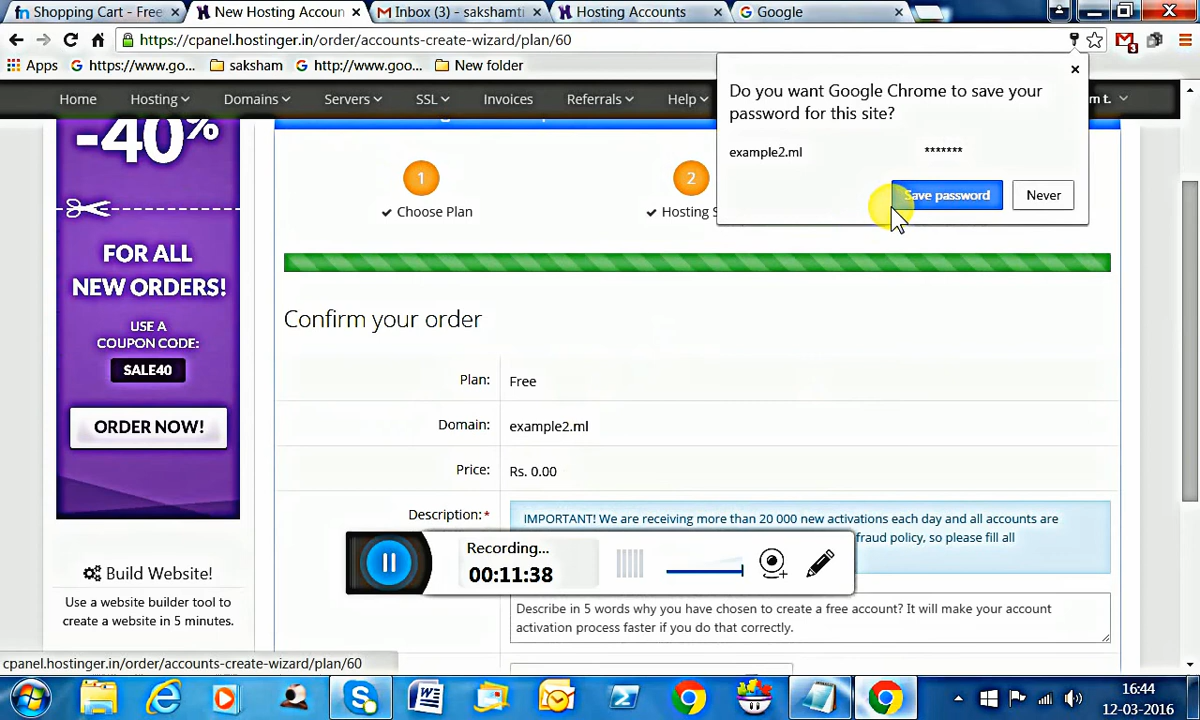 Shopping Cart - Free
New Hosting Accoun
Inbox (3) - sakshamti
Hosting Accounts
Google
https://cpanel.hostinger.in/order/accounts-create-wizard/plan/60
3
Apps
https://www.go...
saksham
http://www.goo...
New folder
Do you want Google Chrome to save your
password for this site?
example2.ml
*******
Save password
Never
Home
Hosting
Domains
Servers
SSL
Invoices
Referrals
Help
m t.
-40%
FOR ALL
NEW ORDERS!
USE A
COUPON CODE:
SALE40
ORDER NOW!
Build Website!
Use a website builder tool to
create a website in 5 minutes.
1
Choose Plan
2
Hosting S
Confirm your order
Plan:
Free
Domain:
example2.ml
Price:
Rs. 0.00
Description: *
IMPORTANT! We are receiving more than 20 000 new activations each day and all accounts are
fraud policy, so please fill all
Recording...
00:11:38
Describe in 5 words why you have chosen to create a free account? It will make your account
activation process faster if you do that correctly.
cpanel.hostinger.in/order/accounts-create-wizard/plan/60
16:44
12-03-2016